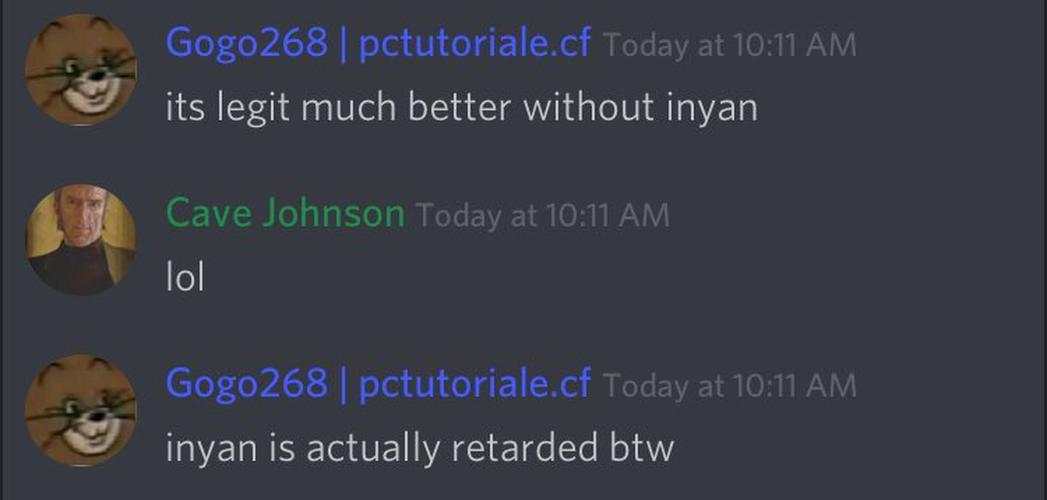 Gogo268 | pctutoriale.cf Today at 10:11 AM
its legit much better without inyan
Cave Johnson Today at 10:11 AM
lol
Gogo268 | pctutoriale.cf Today at 10:11 AM
inyan is actually retarded btw